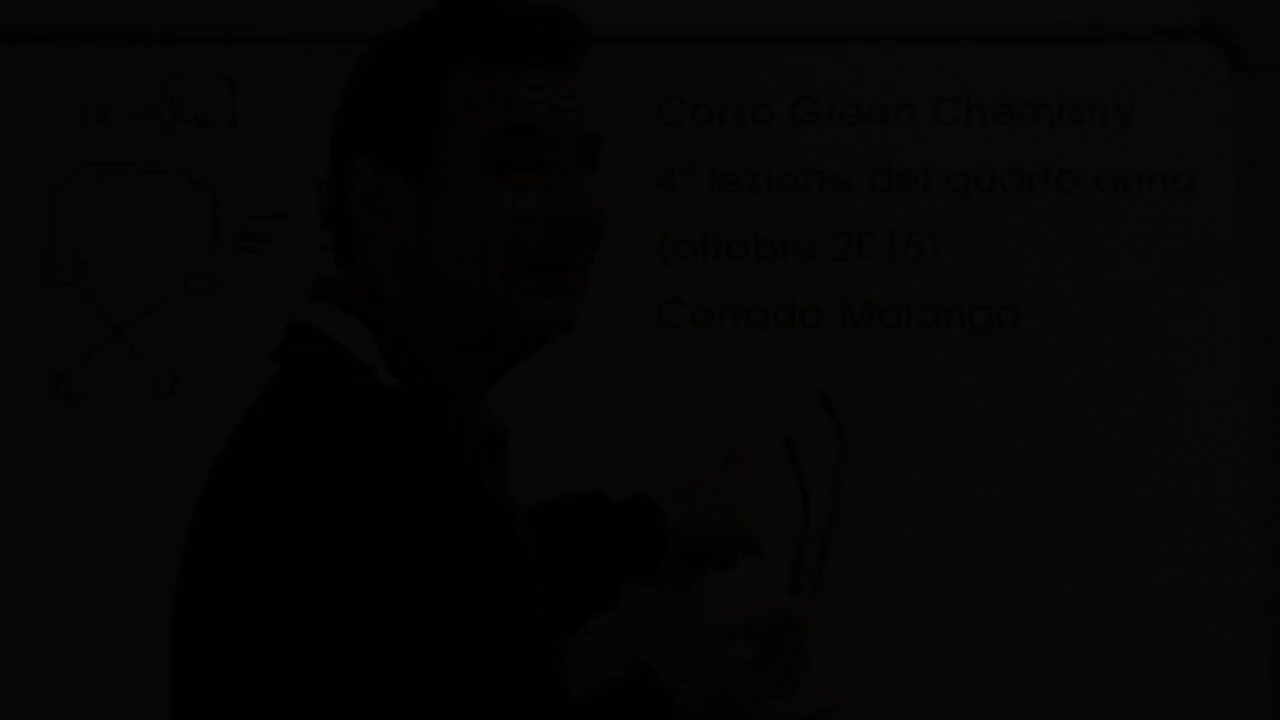 Corso Green Chemistry
4ª lezione del quarto anno
(ottobre 2015)
Corrado Malanga